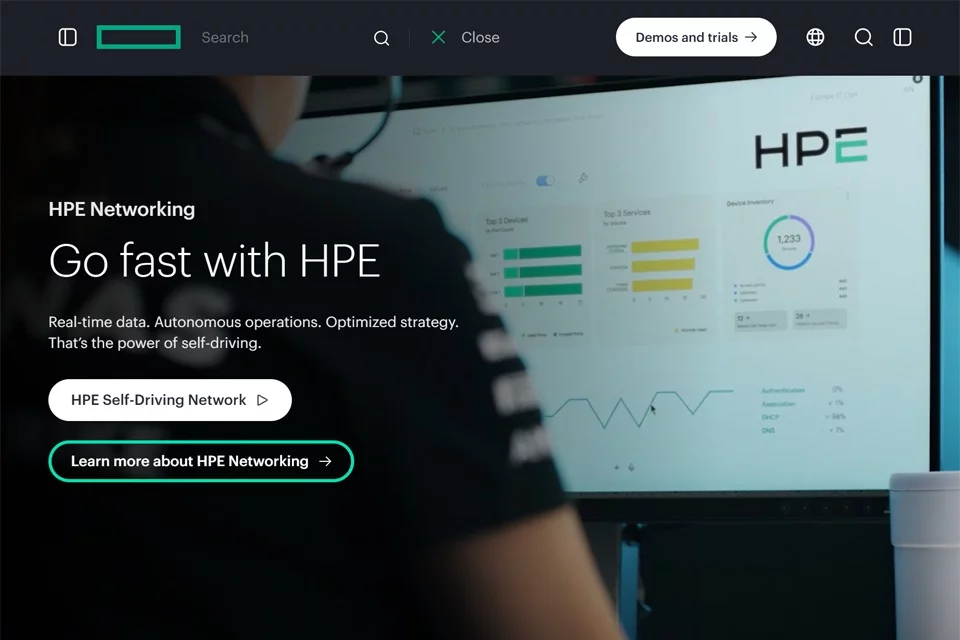 Search
Close
Demos and trials
HPE
HPE Networking
Go fast with HPE
Real-time data. Autonomous operations. Optimized strategy.
That's the power of self-driving.
HPE Self-Driving Network
Learn more about HPE Networking
Top 3 Devices
Top 3 Services
Device Inventory
1,233
Authentication
Association
DHCP
DNS